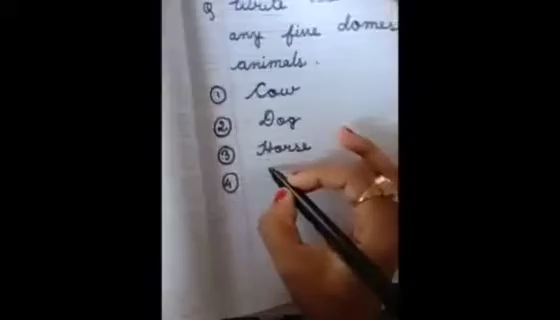 Q Write
any five domes
animals.
① Cow
② Dog
③ Horse
④